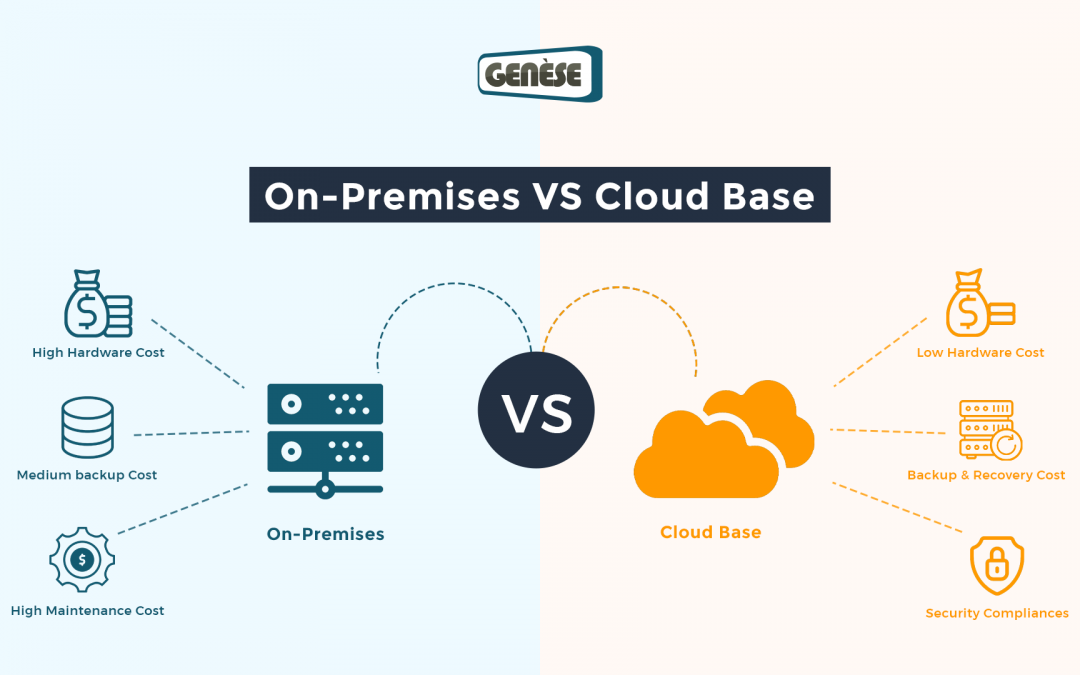 GENÈSE
On-Premises VS Cloud Base
High Hardware Cost
Medium backup Cost
High Maintenance Cost
On-Premises
VS
Cloud Base
Low Hardware Cost
Backup & Recovery Cost
Security Compliances